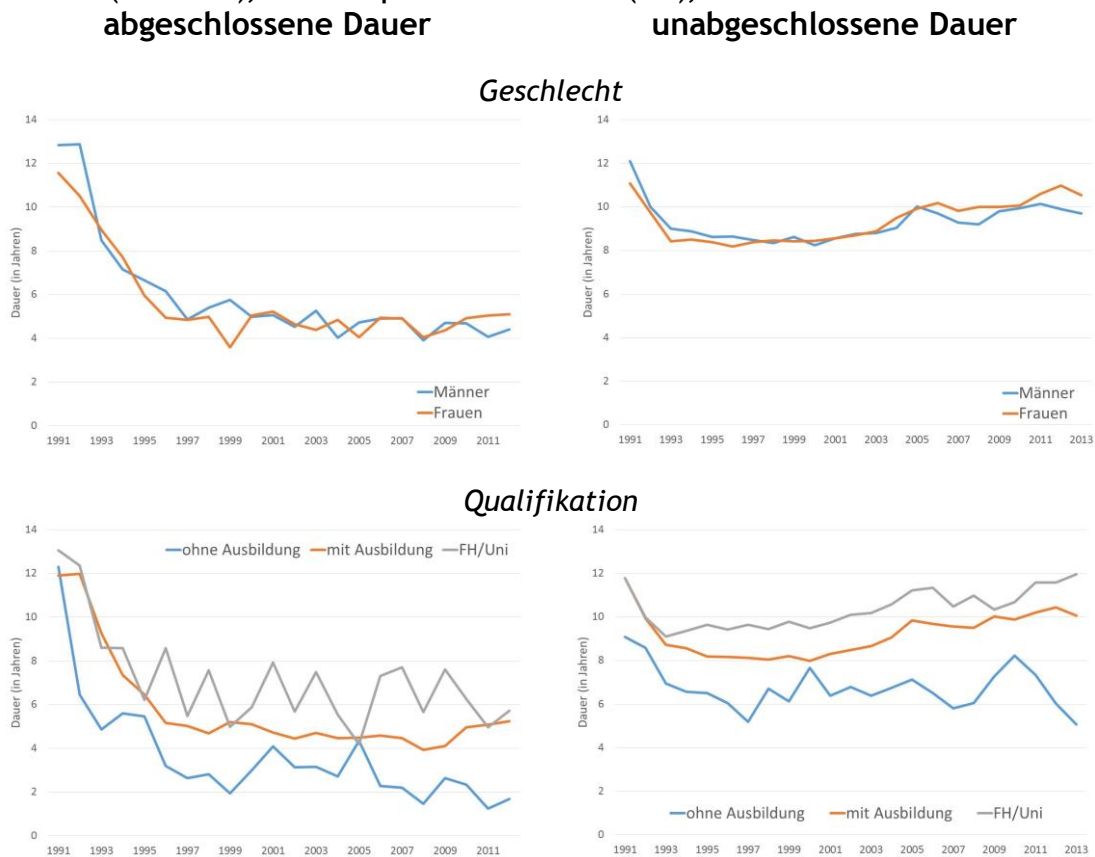 abgeschlossene Dauer
unabgeschlossene Dauer
Geschlecht
14
12
10
8
6
4
2
0
Dauer (in Jahren)
Männer
Frauen
1991 1993 1995 1997 1999 2001 2003 2005 2007 2009 2011
14
12
10
8
6
4
2
0
Dauer (in Jahren)
Männer
Frauen
1991 1993 1995 1997 1999 2001 2003 2005 2007 2009 2011 2013
Qualifikation
14
12
10
8
6
4
2
0
Dauer (in Jahren)
ohne Ausbildung mit Ausbildung FH/Uni
1991 1993 1995 1997 1999 2001 2003 2005 2007 2009 2011
14
12
10
8
6
4
2
0
Dauer (in Jahren)
ohne Ausbildung mit Ausbildung FH/Uni
1991 1993 1995 1997 1999 2001 2003 2005 2007 2009 2011 2013